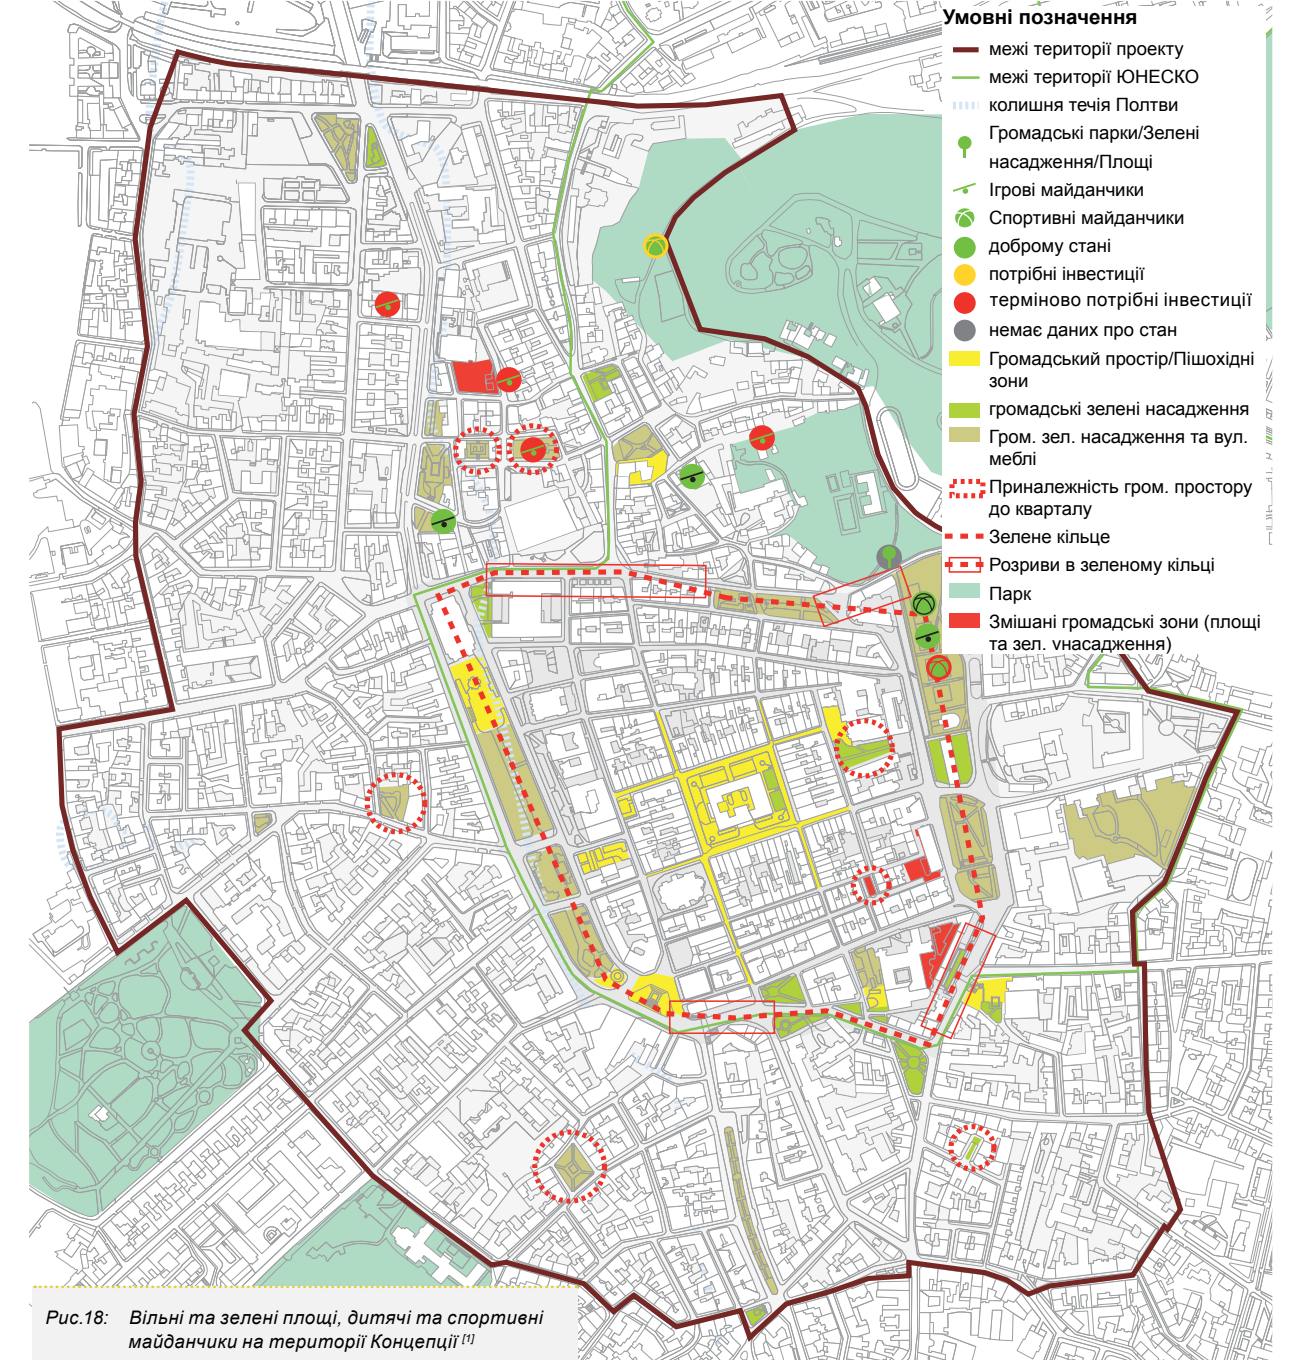 Умовні позначення
межі території проекту
межі території ЮНЕСКО
колишня течія Полтви
Громадські парки/Зелені
насадження/Площі
Ігрові майданчики
Спортивні майданчики
доброму стані
потрібні інвестиції
терміново потрібні інвестиції
немає даних про стан
Громадський простір/Пішохідні
зони
громадські зелені насадження
Гром. зел. насадження та вул.
меблі
Приналежність гром. простору
до кварталу
Зелене кільце
Розриви в зеленому кільці
Парк
Змішані громадські зони (площі
та зел. унасадження)
Рис.18: Вільні та зелені площі, дитячі та спортивні
майданчики на території Концепції [1]